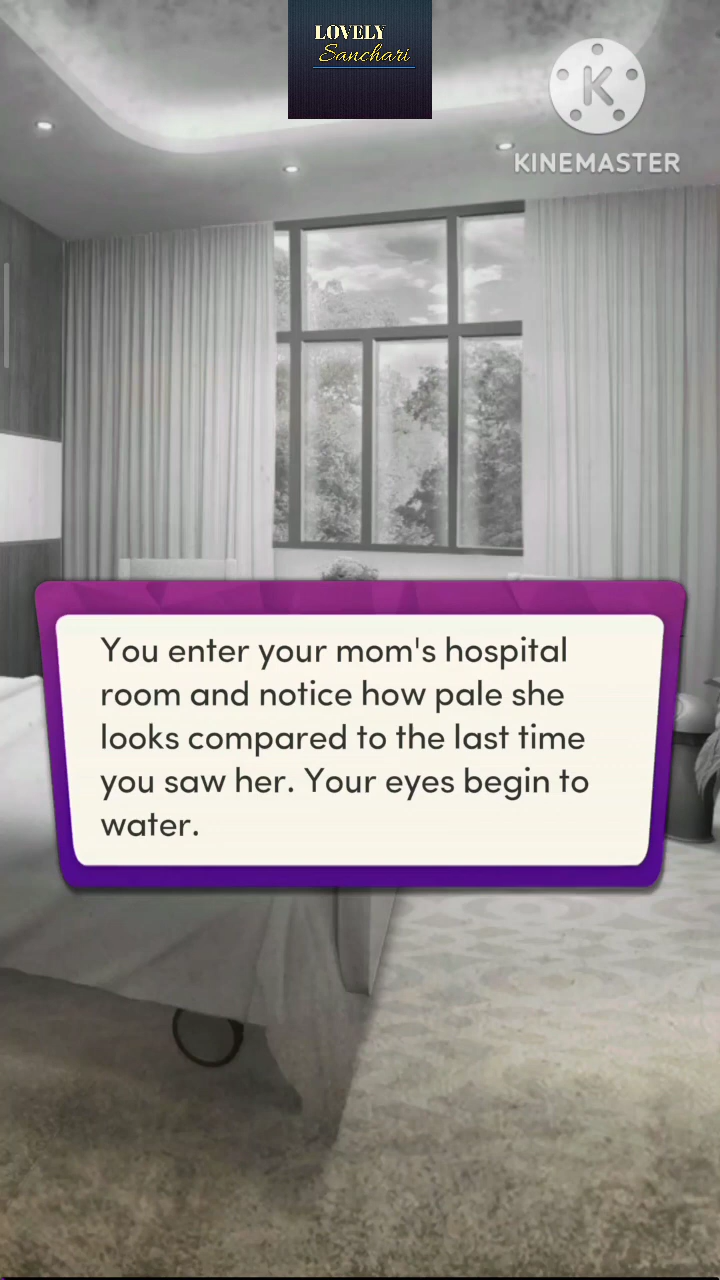 LOVELY
Sanchari
KINEMASTER
You enter your mom's hospital
room and notice how pale she
looks compared to the last time
you saw her. Your eyes begin to
water.